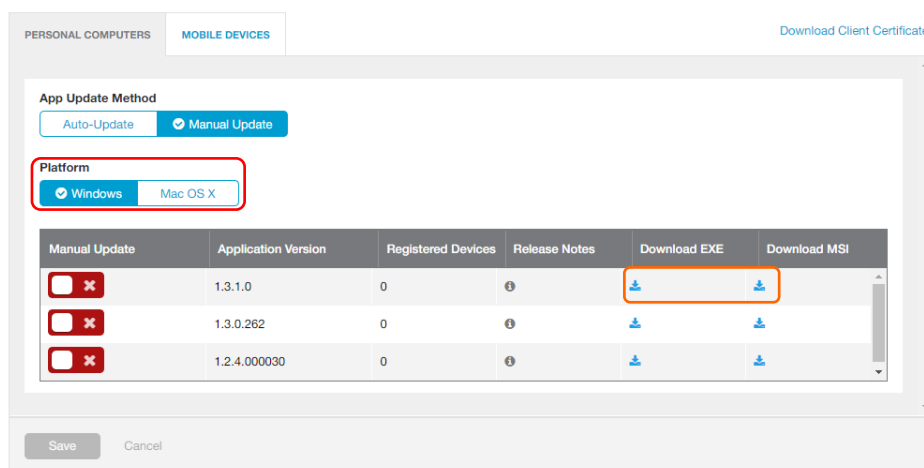 PERSONAL COMPUTERS MOBILE DEVICES Download Client Certificate
App Update Method
Auto-Update Manual Update
Platform
Windows Mac OS X
Manual Update Application Version Registered Devices Release Notes Download EXE Download MSI
1.3.1.0 0
1.3.0.262 0
1.2.4.000030 0
Save Cancel